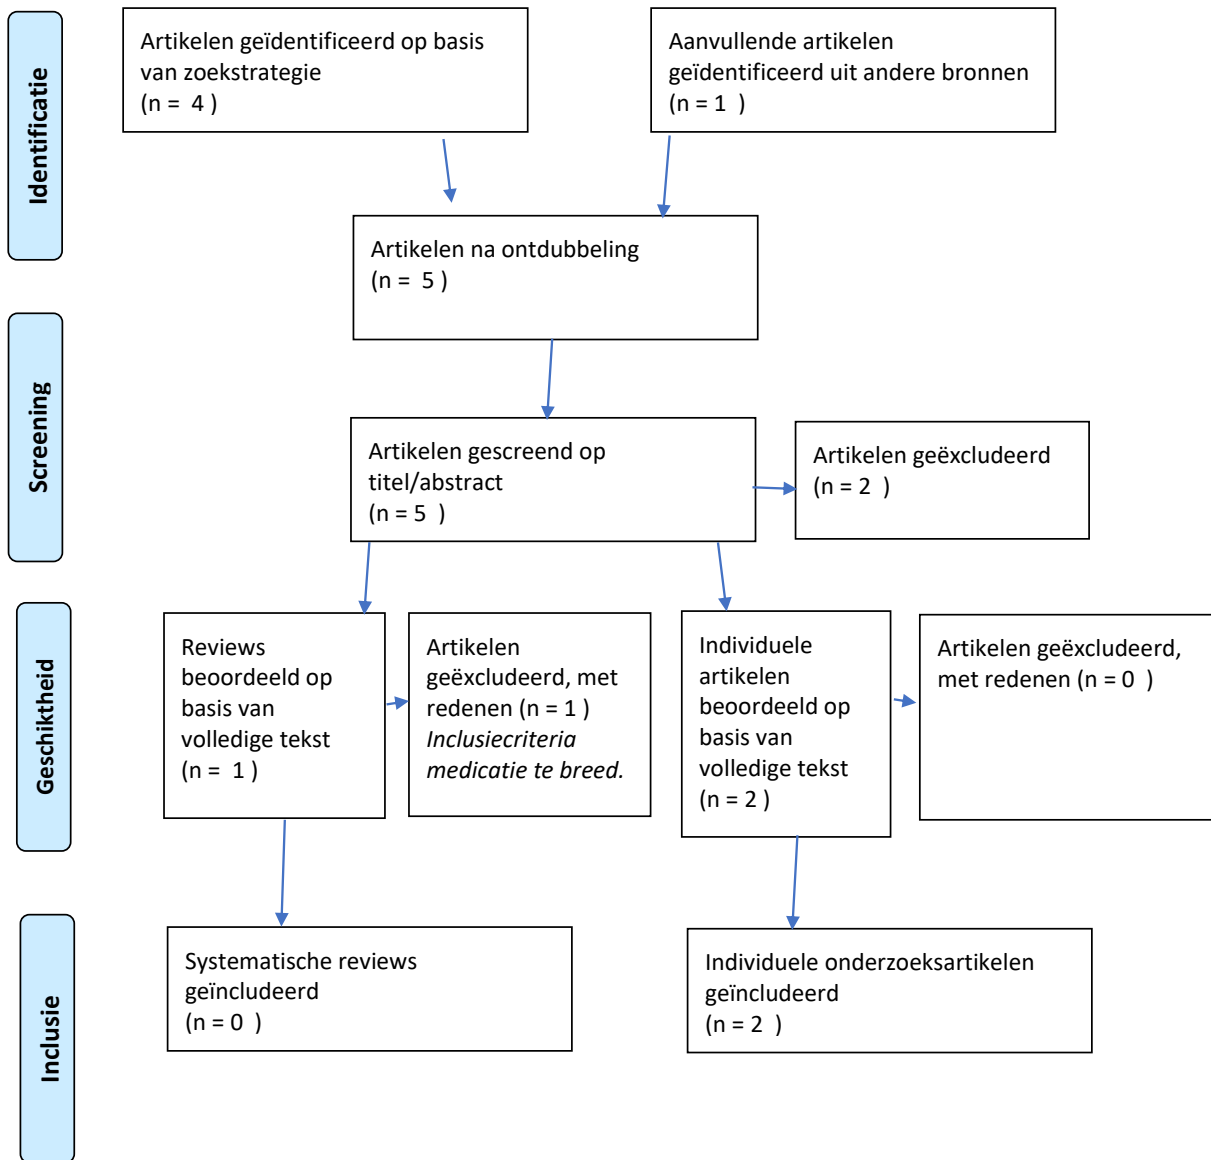 Identificatie
Artikelen geïdentificeerd op basis
van zoekstrategie
(n = 4 )
Aanvullende artikelen
geïdentificeerd uit andere bronnen
(n = 1 )
Artikelen na ontdubbeling
(n = 5 )
Screening
Artikelen gescreend op
titel/abstract
(n = 5 )
Artikelen geëxcludeerd
(n = 2 )
Geschiktheid
Reviews
beoordeeld op
basis van
volledige tekst
(n = 1 )
Artikelen
geëxcludeerd, met
redenen (n = 1 )
Inclusiecriteria
medicatie te breed.
Individuele
artikelen
beoordeeld op
basis van
volledige tekst
(n = 2 )
Artikelen geëxcludeerd,
met redenen (n = 0 )
Inclusie
Systematische reviews
geïncludeerd
(n = 0 )
Individuele onderzoeksartikelen
geïncludeerd
(n = 2 )